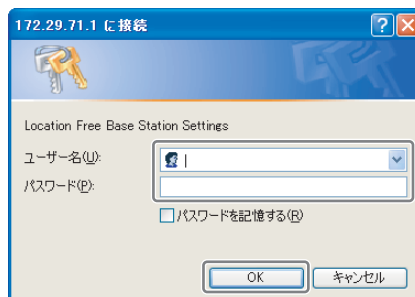 172.29.71.1 に接続
Location Free Base Station Settings
ユーザー名(U):
パスワード(P):
パスワードを記憶する(R)
OK
キャンセル